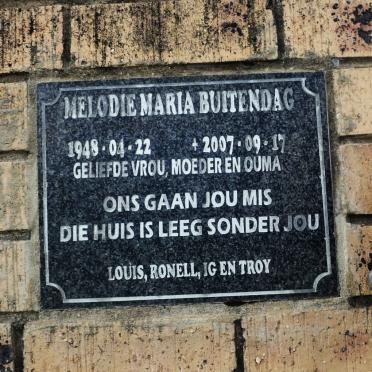 MELODIE MARIA BUITENDAG
1948·04·22 +2007·09·17
GELIEFDE VROU, MOEDER EN OUMA
ONS GAAN JOU MIS
DIE HUIS IS LEEG SONDER JOU
LOUIS, RONELL, IG EN TROY